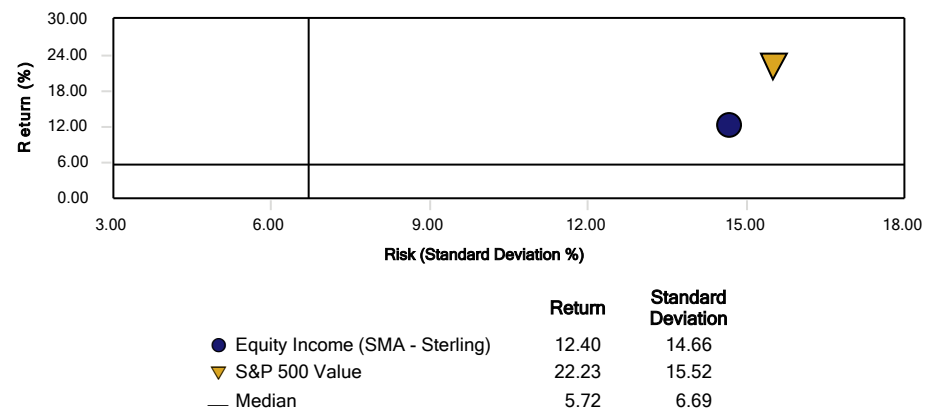 30.00
24.00
18.00
12.00
6.00
0.00
Return (%)
3.00 6.00 9.00 12.00 15.00 18.00
Risk (Standard Deviation %)
Return Standard Deviation
Equity Income (SMA - Sterling) 12.40 14.66
S&P 500 Value 22.23 15.52
Median 5.72 6.69